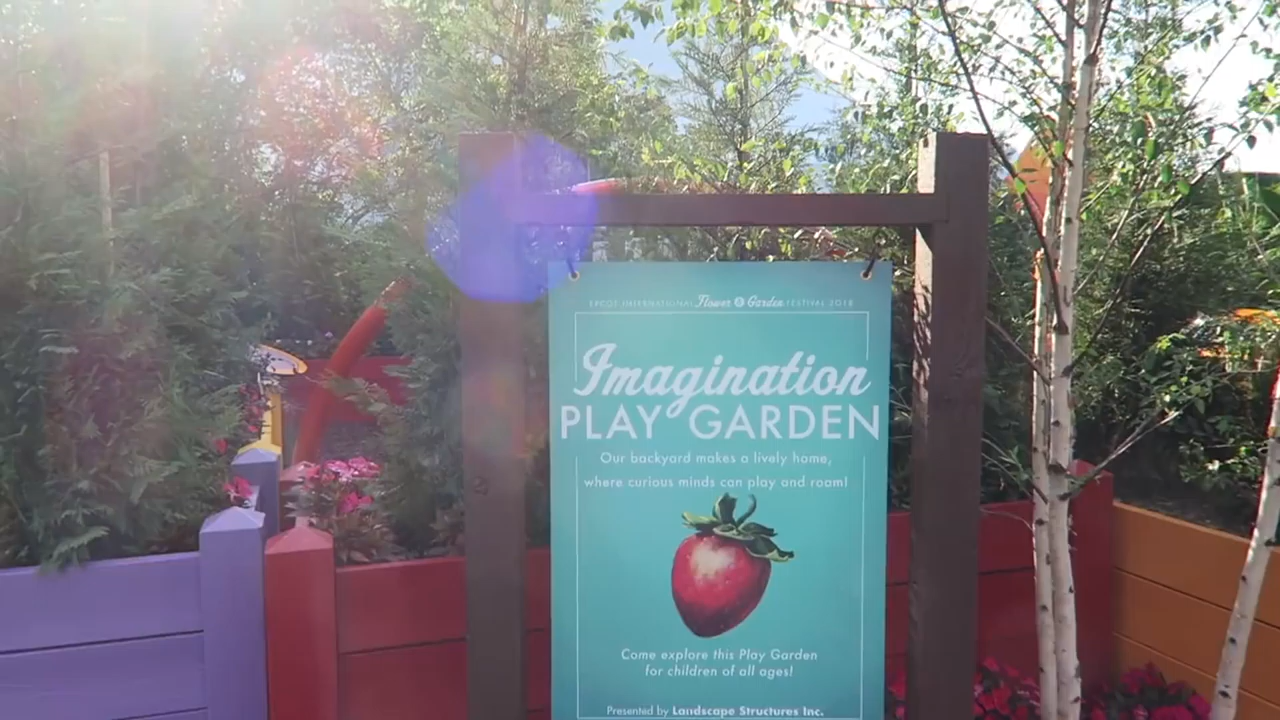 EPCOT INTERNATIONAL Flower & Garden FESTIVAL 2018
Imagination
PLAY GARDEN
Our backyard makes a lively home,
where curious minds can play and roam!
Come explore this Play Garden
for children of all ages!
Presented by Landscape Structures Inc.